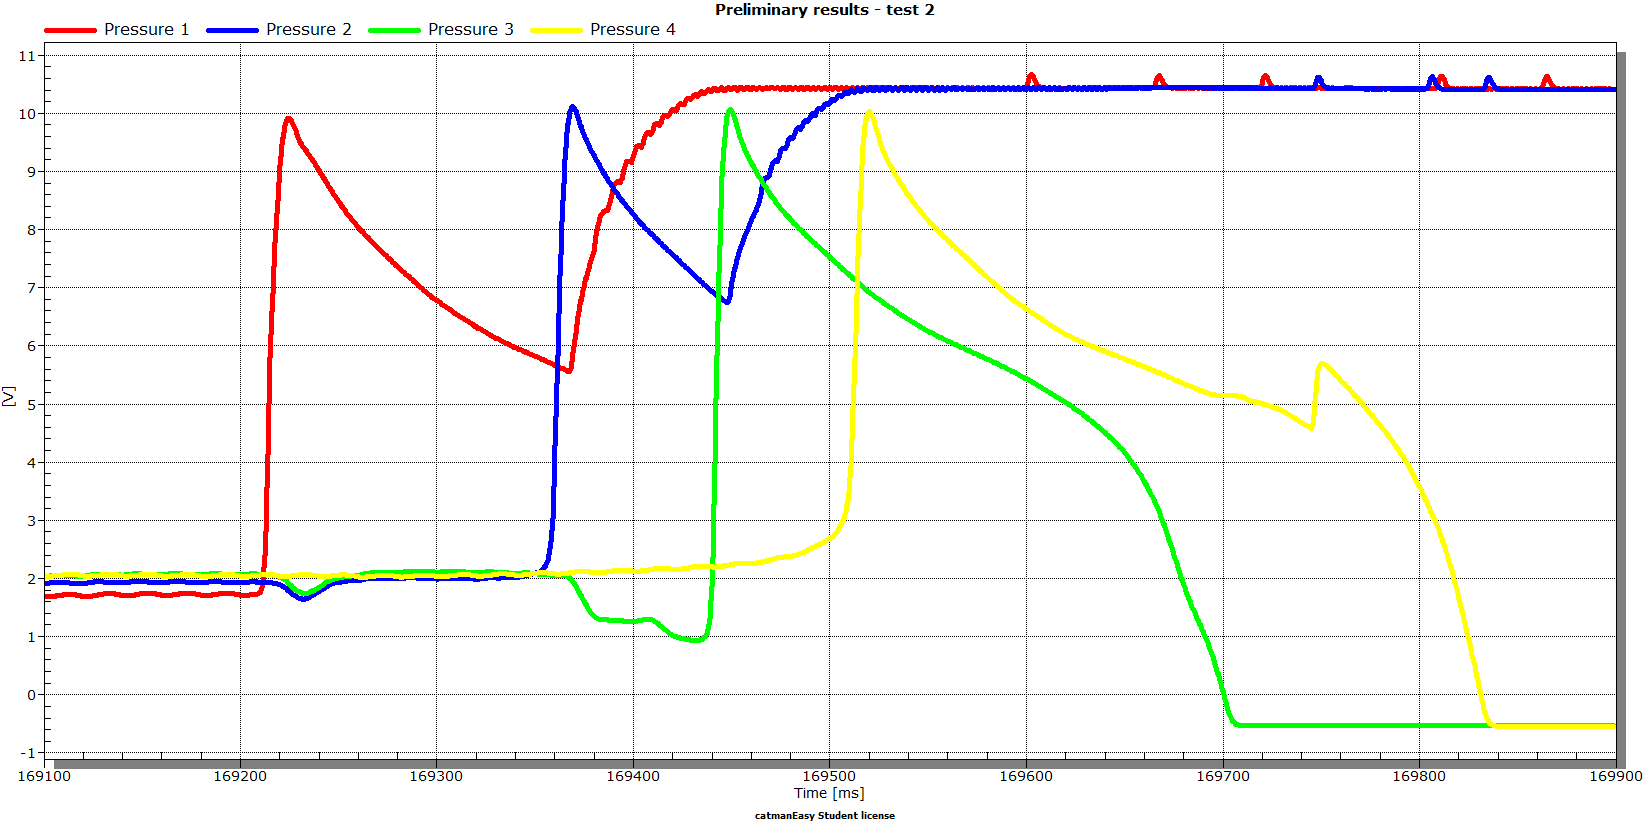 Preliminary results - test 2
Pressure 1 Pressure 2 Pressure 3 Pressure 4
11
10
9
8
7
6
5
4
3
2
1
0
-1
[V]
169100 169200 169300 169400 169500 169600 169700 169800 169900
Time [ms]
catmanEasy Student license